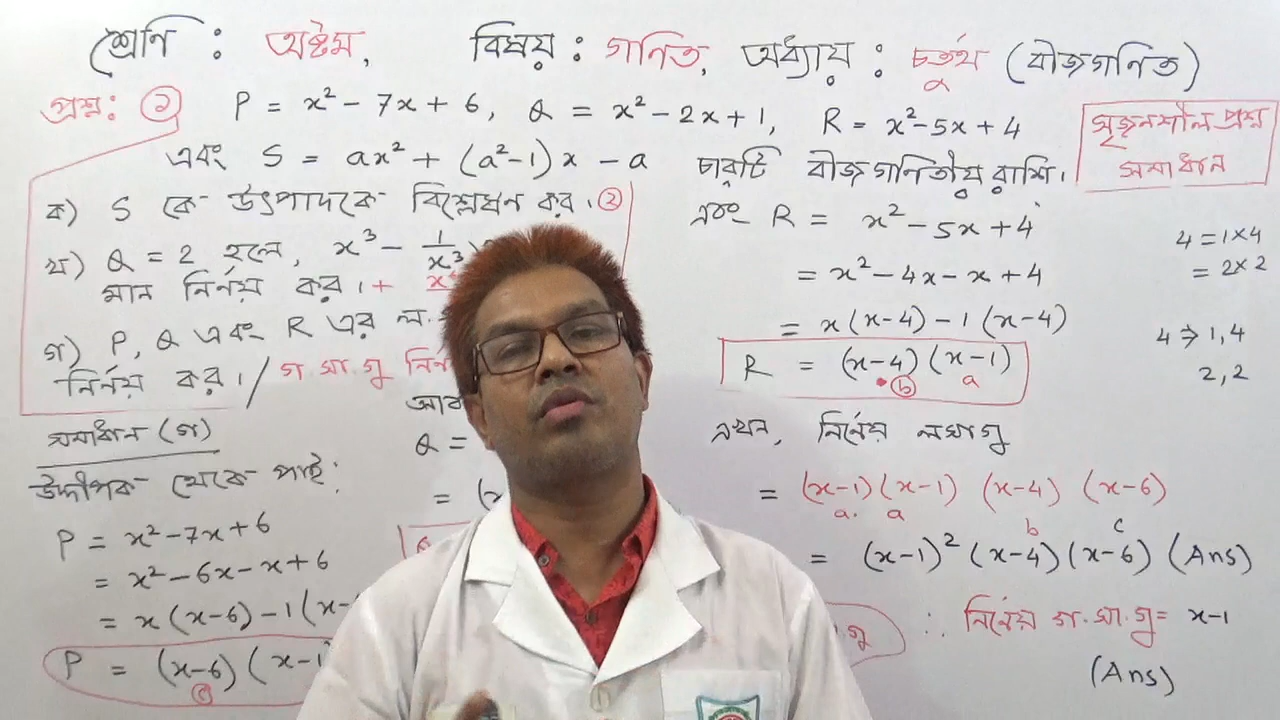 শ্রেণি : অষ্টম, বিষয় : গণিত, অধ্যায় : চতুর্থ (বীজগণিত)
প্রশ্ন: ১ P = x² - 7x + 6, Q = x² - 2x + 1, R = x² - 5x + 4
এবং S = ax² + (a² - 1)x - a চারটি বীজগণিতীয় রাশি।
সৃজনশীল প্রশ্ন
সমাধান
ক) S কে উৎপাদকে বিশ্লেষণ কর। ২
খ) Q = 2 হলে, x³ - 1/x³
মান নির্ণয় কর। +
গ) P, Q এবং R এর ল.
নির্ণয় কর। / গ.সা.গু
সমাধান (গ)
উদ্দীপক থেকে পাই:
P = x² - 7x + 6
= x² - 6x - x + 6
= x(x-6) - 1(x-
P = (x-6)(x-1
c
আব
Q =
= (x
এবং R = x² - 5x + 4
= x² - 4x - x + 4
= x(x-4) - 1(x-4)
R = (x-4)(x-1)
b a
4 = 1×4
= 2×2
4 ⇒ 1, 4
2, 2
এখন, নির্ণেয় লসাগু
= (x-1)(x-1)(x-4)(x-6)
a. a b c
= (x-1)²(x-4)(x-6) (Ans)
.গু
∴ নির্ণেয় গ.সা.গু = x-1
(Ans)